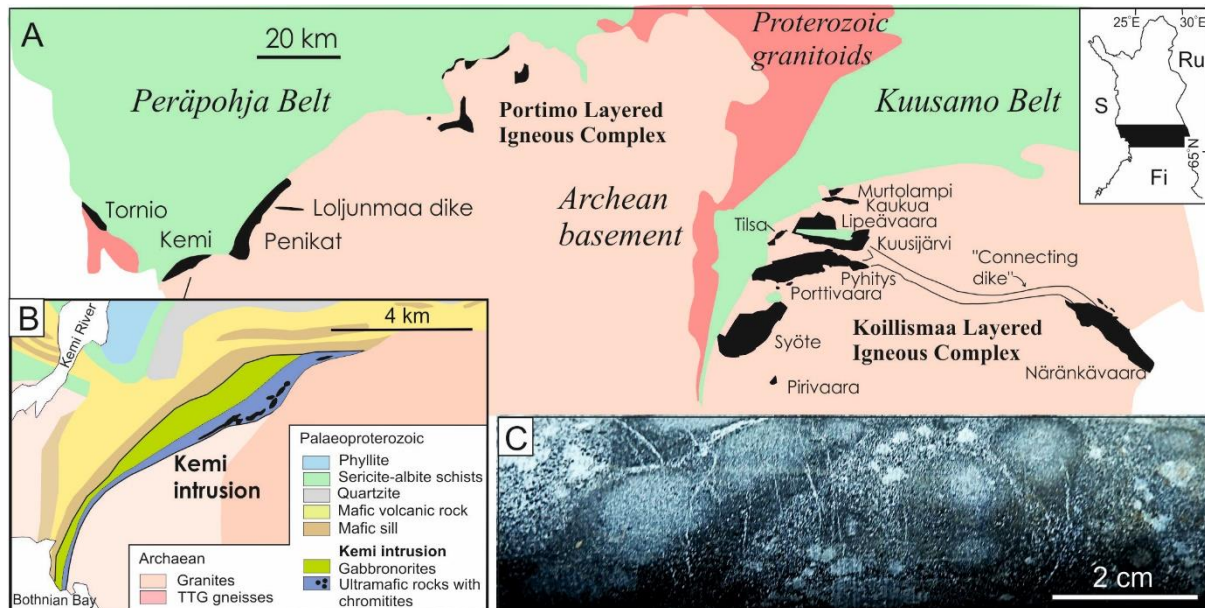 A
20 km
Peräpohja Belt
Portimo Layered
Igneous Complex
Proterozoic
granitoids
Kuusamo Belt
25°E
30°E
Ru
S
65°N
Fi
Tornio
Kemi
Penikat
Loljunmaa dike
Archean
basement
Murtolampi
Kaukua
Lipeävaara
Tilsa
Kuusijärvi
Pyhitys
Porttivaara
"Connecting
dike"
Syöte
Koillismaa Layered
Igneous Complex
Näränkävaara
Pirivaara
B
Kemi River
4 km
Kemi
intrusion
Bothnian Bay
Palaeoproterozoic
Phyllite
Sericite-albite schists
Quartzite
Mafic volcanic rock
Mafic sill
Archaean
Granites
TTG gneisses
Kemi intrusion
Gabbronorites
Ultramafic rocks with
chromitites
C
2 cm